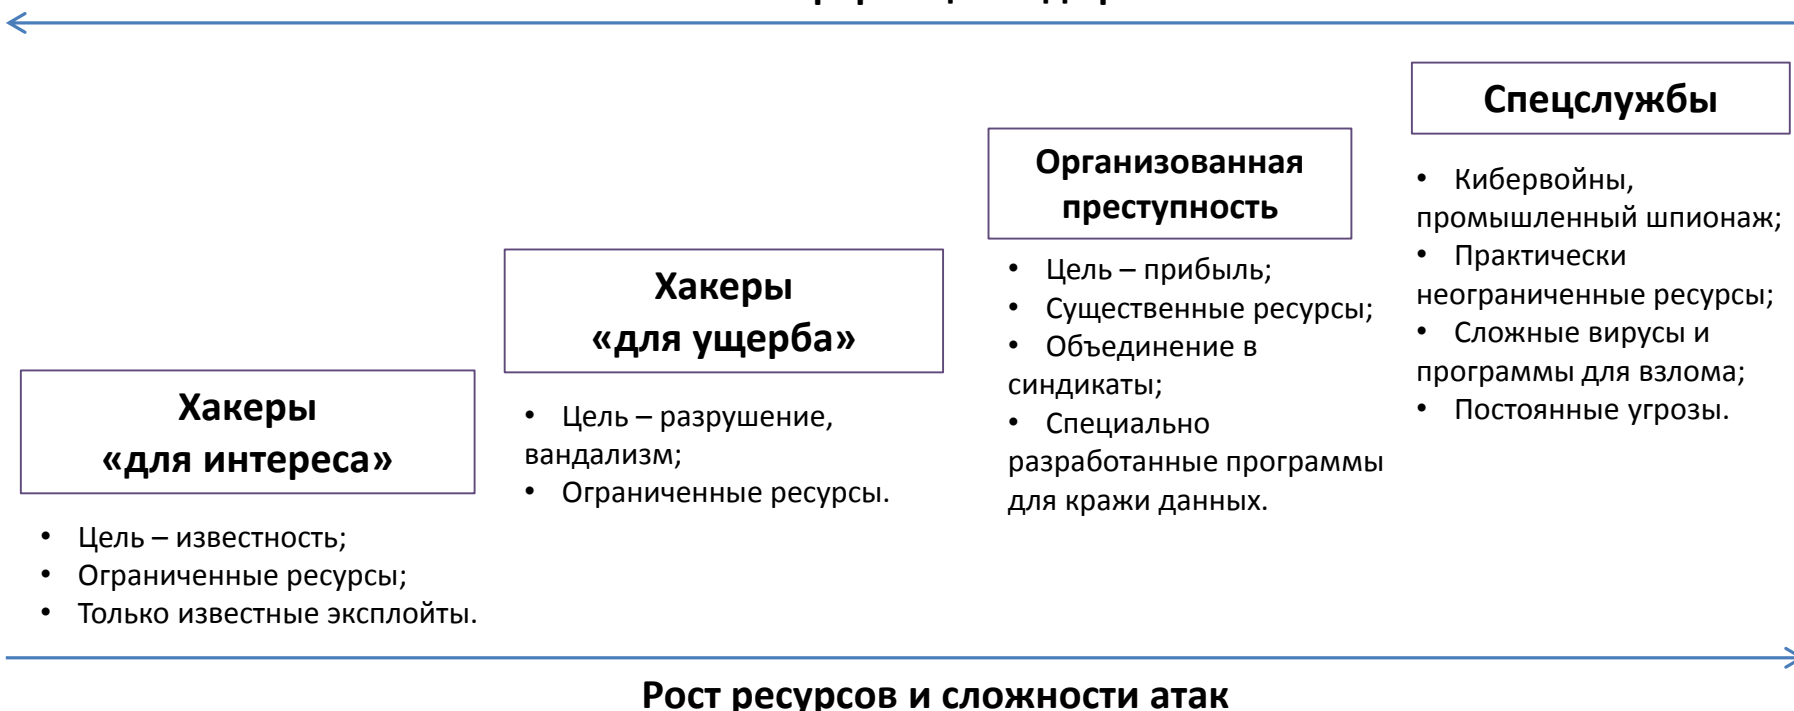 Спецслужбы
• Кибервойны,
промышленный шпионаж;
• Практически
неограниченные ресурсы;
• Сложные вирусы и
программы для взлома;
• Постоянные угрозы.
Организованная
преступность
• Цель – прибыль;
• Существенные ресурсы;
• Объединение в
синдикаты;
• Специально
разработанные программы
для кражи данных.
Хакеры
«для ущерба»
• Цель – разрушение,
вандализм;
• Ограниченные ресурсы.
Хакеры
«для интереса»
• Цель – известность;
• Ограниченные ресурсы;
• Только известные эксплойты.
Рост ресурсов и сложности атак